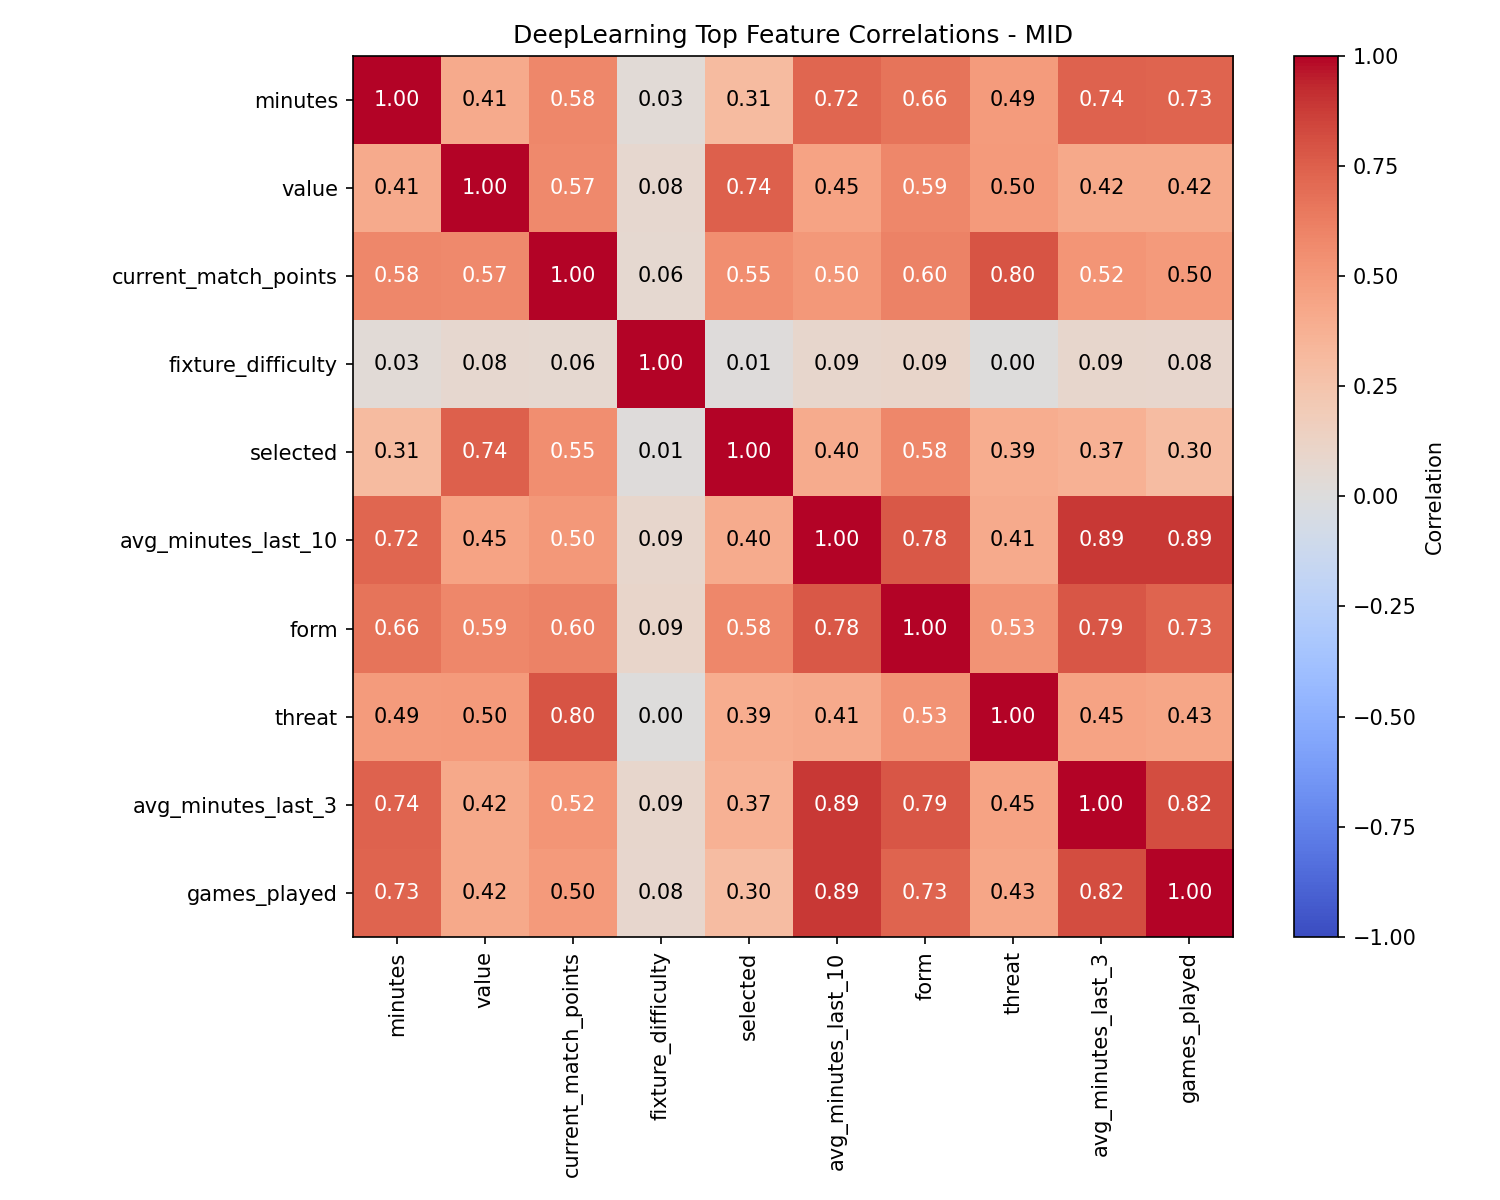 DeepLearning Top Feature Correlations - MID
minutes 1.00 0.41 0.58 0.03 0.31 0.72 0.66 0.49 0.74 0.73
value 0.41 1.00 0.57 0.08 0.74 0.45 0.59 0.50 0.42 0.42
current_match_points 0.58 0.57 1.00 0.06 0.55 0.50 0.60 0.80 0.52 0.50
fixture_difficulty 0.03 0.08 0.06 1.00 0.01 0.09 0.09 0.00 0.09 0.08
selected 0.31 0.74 0.55 0.01 1.00 0.40 0.58 0.39 0.37 0.30
avg_minutes_last_10 0.72 0.45 0.50 0.09 0.40 1.00 0.78 0.41 0.89 0.89
form 0.66 0.59 0.60 0.09 0.58 0.78 1.00 0.53 0.79 0.73
threat 0.49 0.50 0.80 0.00 0.39 0.41 0.53 1.00 0.45 0.43
avg_minutes_last_3 0.74 0.42 0.52 0.09 0.37 0.89 0.79 0.45 1.00 0.82
games_played 0.73 0.42 0.50 0.08 0.30 0.89 0.73 0.43 0.82 1.00
minutes
value
current_match_points
fixture_difficulty
selected
avg_minutes_last_10
form
threat
avg_minutes_last_3
games_played
1.00
0.75
0.50
0.25
0.00
−0.25
−0.50
−0.75
−1.00
Correlation